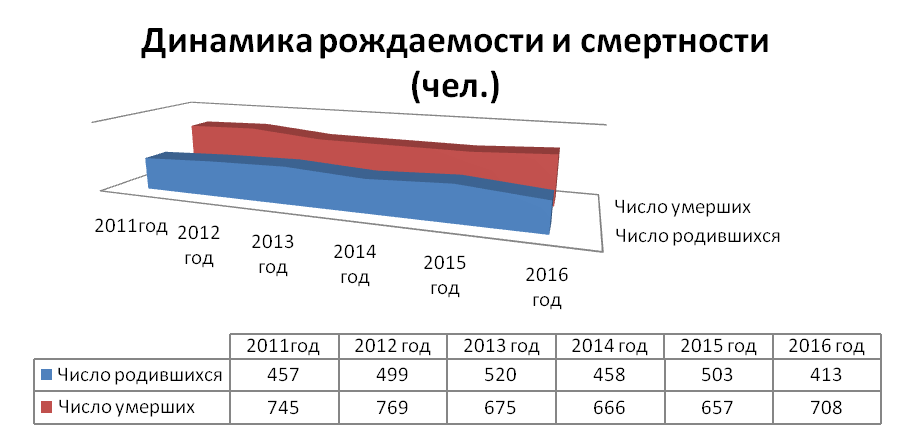 Динамика рождаемости и смертности
(чел.)
Число умерших
Число родившихся
2011год
2012 год
2013 год
2014 год
2015 год
2016 год
2011год 2012 год 2013 год 2014 год 2015 год 2016 год
Число родившихся 457 499 520 458 503 413
Число умерших 745 769 675 666 657 708